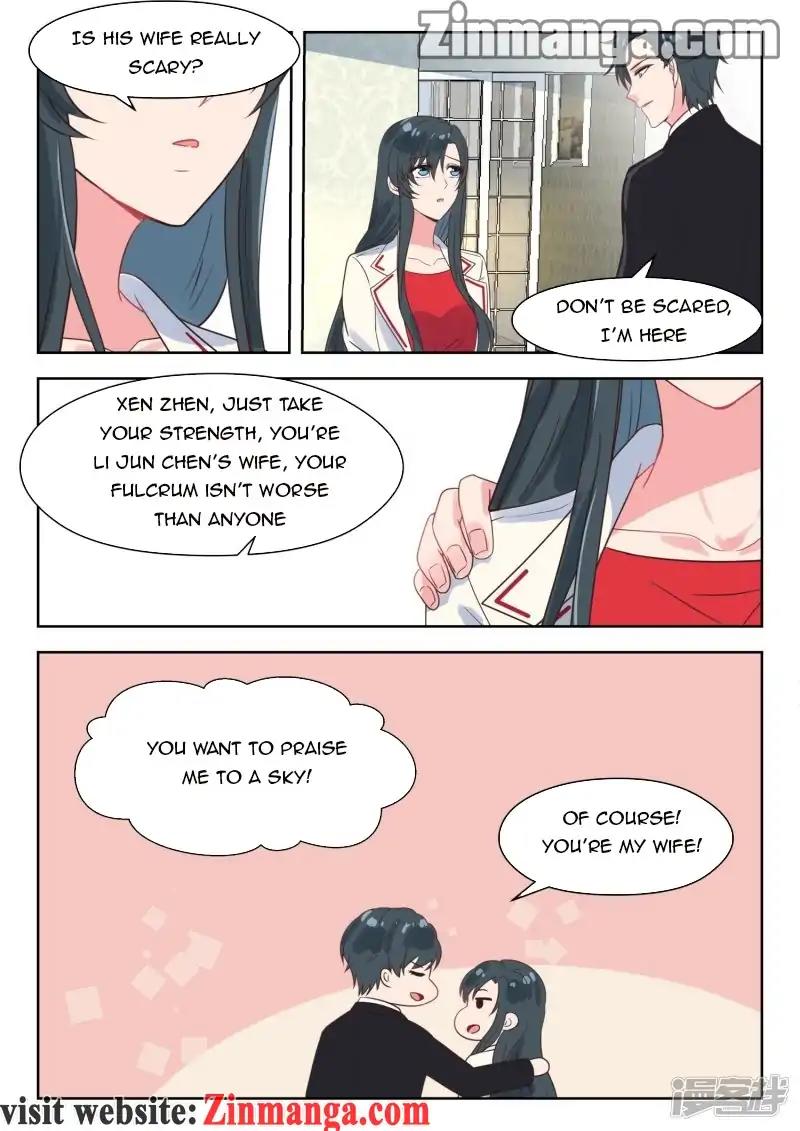 Zinmanga.com
IS HIS WIFE REALLY
SCARY?
DON'T BE SCARED,
I'M HERE
XEN ZHEN, JUST TAKE
YOUR STRENGTH, YOU'RE
LI JUN CHEN'S WIFE, YOUR
FULCRUM ISN'T WORSE
THAN ANYONE
YOU WANT TO PRAISE
ME TO A SKY!
OF COURSE!
YOU'RE MY WIFE!
漫客栈
visit website: Zinmanga.com